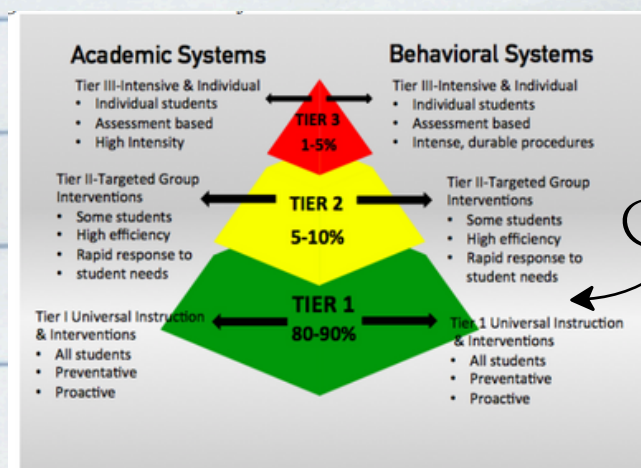 Academic Systems
Tier III-Intensive & Individual
• Individual students
• Assessment based
• High Intensity
Tier II-Targeted Group
Interventions
• Some students
• High efficiency
• Rapid response to
• student needs
Tier I Universal Instruction
& Interventions
• All students
• Preventative
• Proactive
TIER 3
1-5%
TIER 2
5-10%
TIER 1
80-90%
Behavioral Systems
Tier III-Intensive & Individual
• Individual students
• Assessment based
• Intense, durable procedures
Tier II-Targeted Group
Interventions
• Some students
• High efficiency
• Rapid response to
student needs
Tier 1 Universal Instruction
& Interventions
• All students
• Preventative
• Proactive